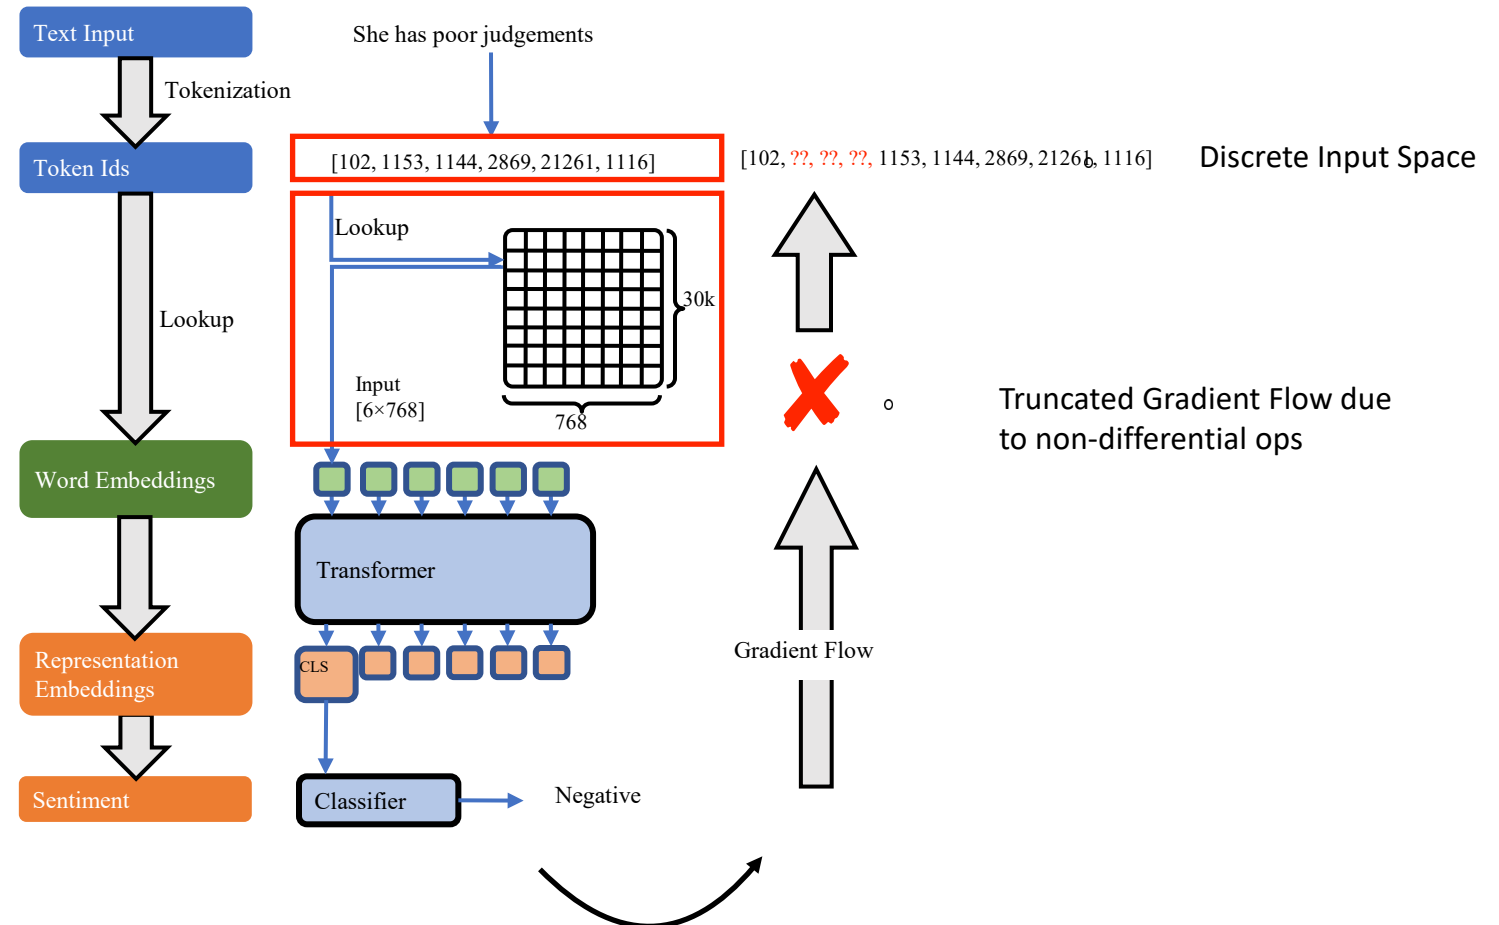 Text Input
She has poor judgements
Tokenization
Token Ids
[102, 1153, 1144, 2869, 21261, 1116]
[102, ??, ??, ??, 1153, 1144, 2869, 21261, 1116]
Discrete Input Space
Lookup
Lookup
30k
Input
[6×768]
768
Truncated Gradient Flow due
to non-differential ops
Word Embeddings
Transformer
Representation
Embeddings
CLS
Gradient Flow
Sentiment
Classifier
Negative